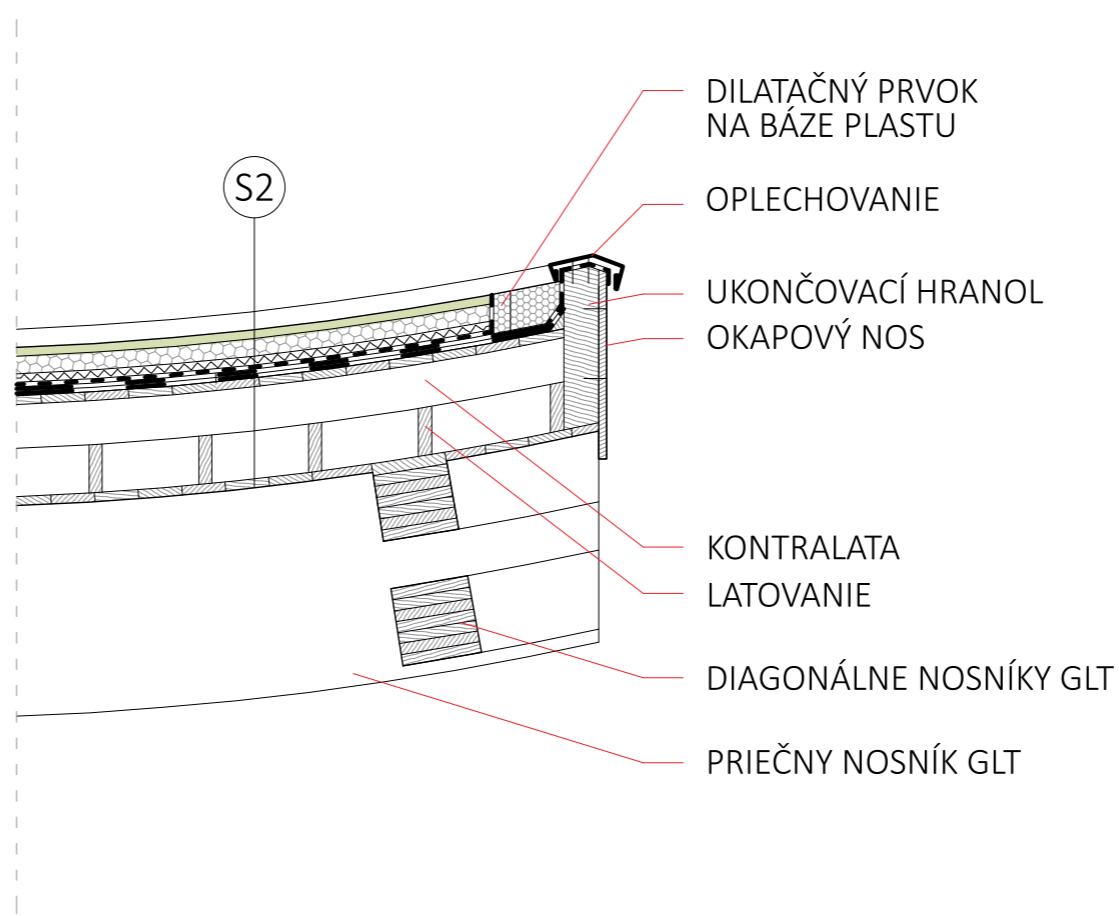 DILATAČNÝ PRVOK
NA BÁZE PLASTU
S2
OPLECHOVANIE
UKONČOVACÍ HRANOL
OKAPOVÝ NOS
KONTRALATA
LATOVANIE
DIAGONÁLNE NOSNÍKY GLT
PRIEČNY NOSNÍK GLT